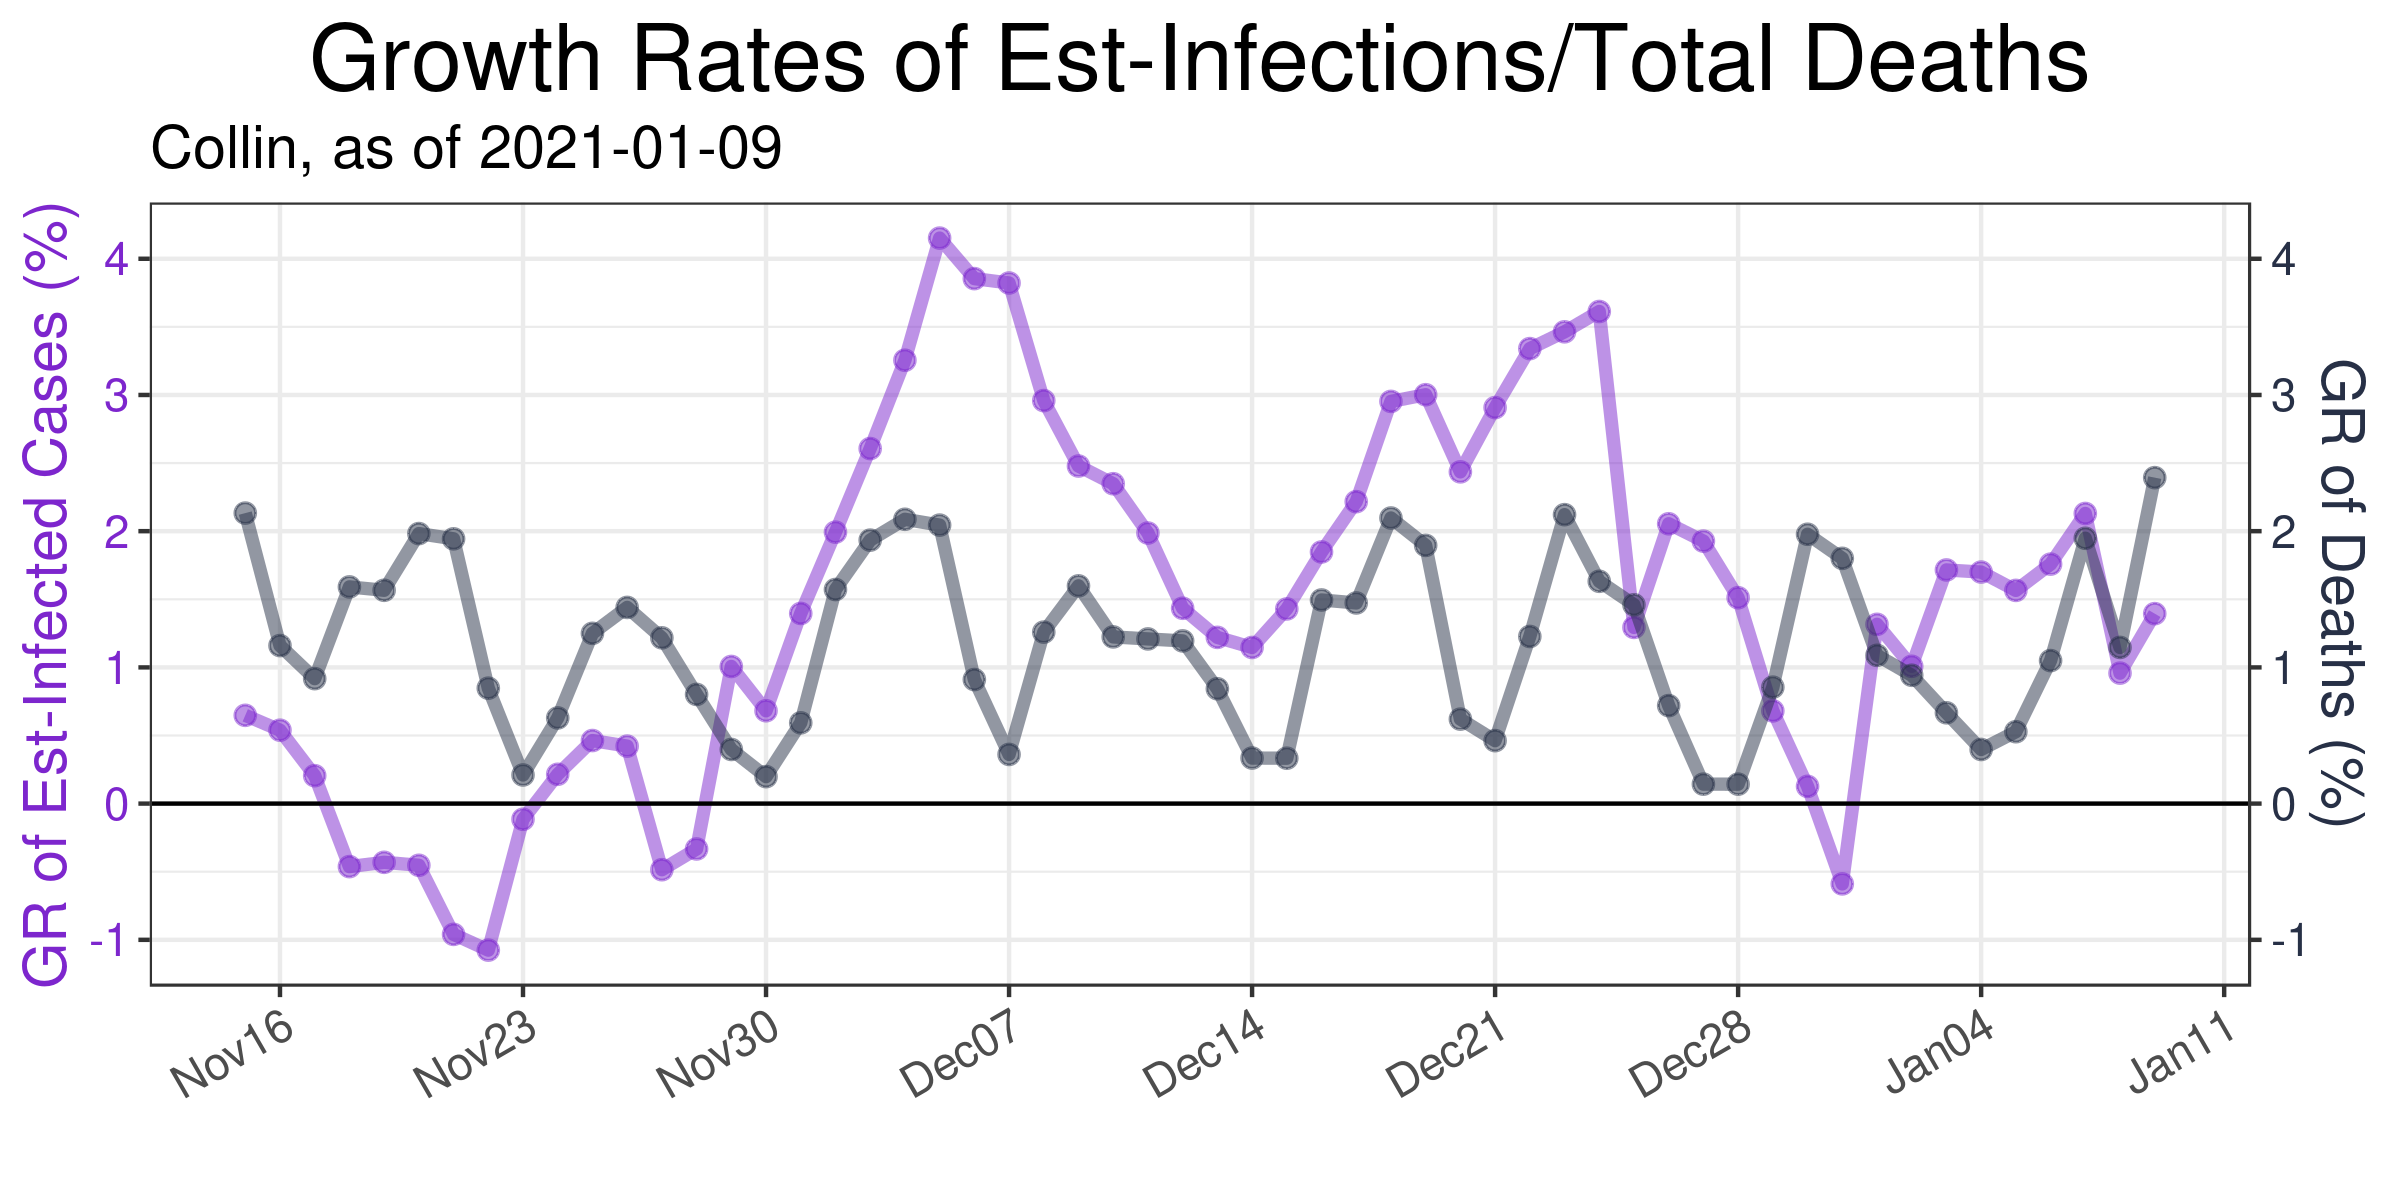 Growth Rates of Est-Infections/Total Deaths
Collin, as of 2021-01-09
GR of Est-Infected Cases (%)
4
3
2
1
0
-1
4
3
2
1
0
-1
GR of Deaths (%)
Nov16
Nov23
Nov30
Dec07
Dec14
Dec21
Dec28
Jan04
Jan11